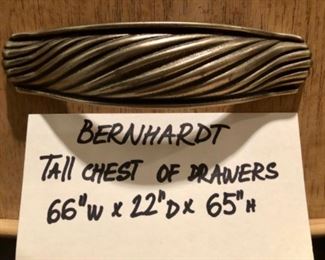 BERNHARDT
TAll CHEST OF DRAWERS
66"W x 22"D x 65"H